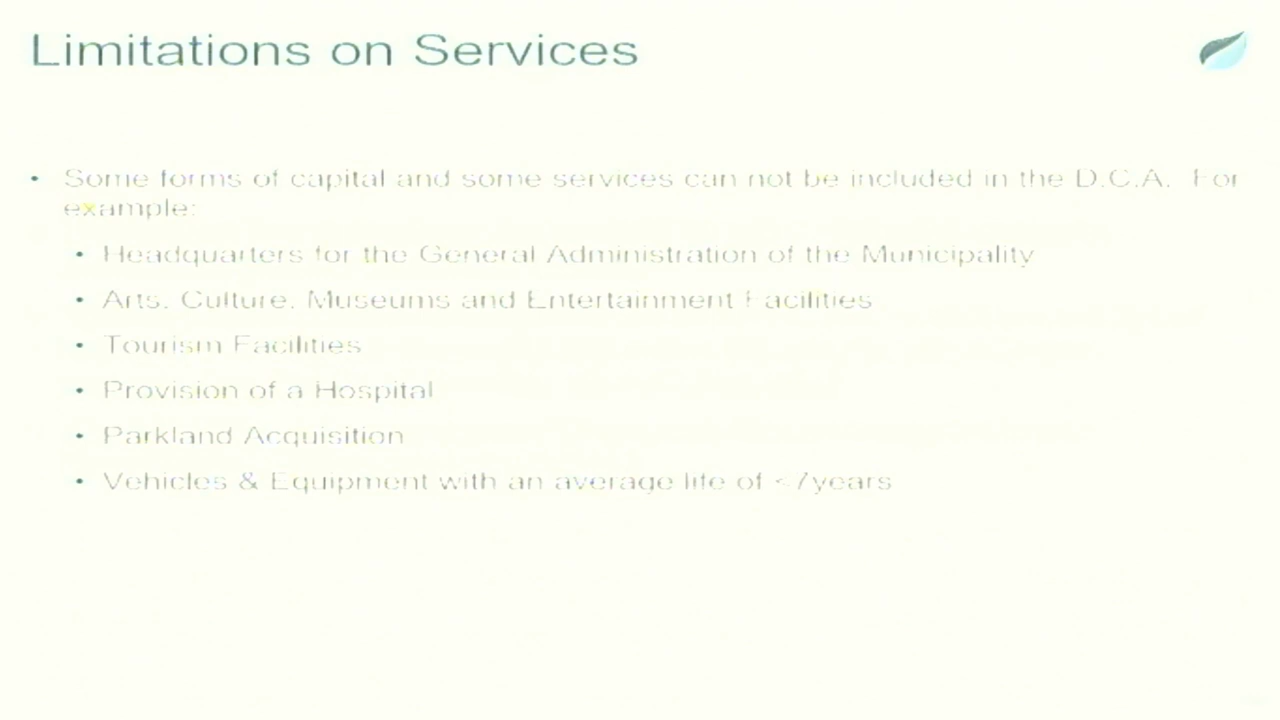 Limitations on Services
• Some forms of capital and some services can not be included in the D.C.A. For
example:
• Headquarters for the General Administration of the Municipality
• Arts, Culture, Museums and Entertainment Facilities
• Tourism Facilities
• Provision of a Hospital
• Parkland Acquisition
• Vehicles & Equipment with an average life of <7years